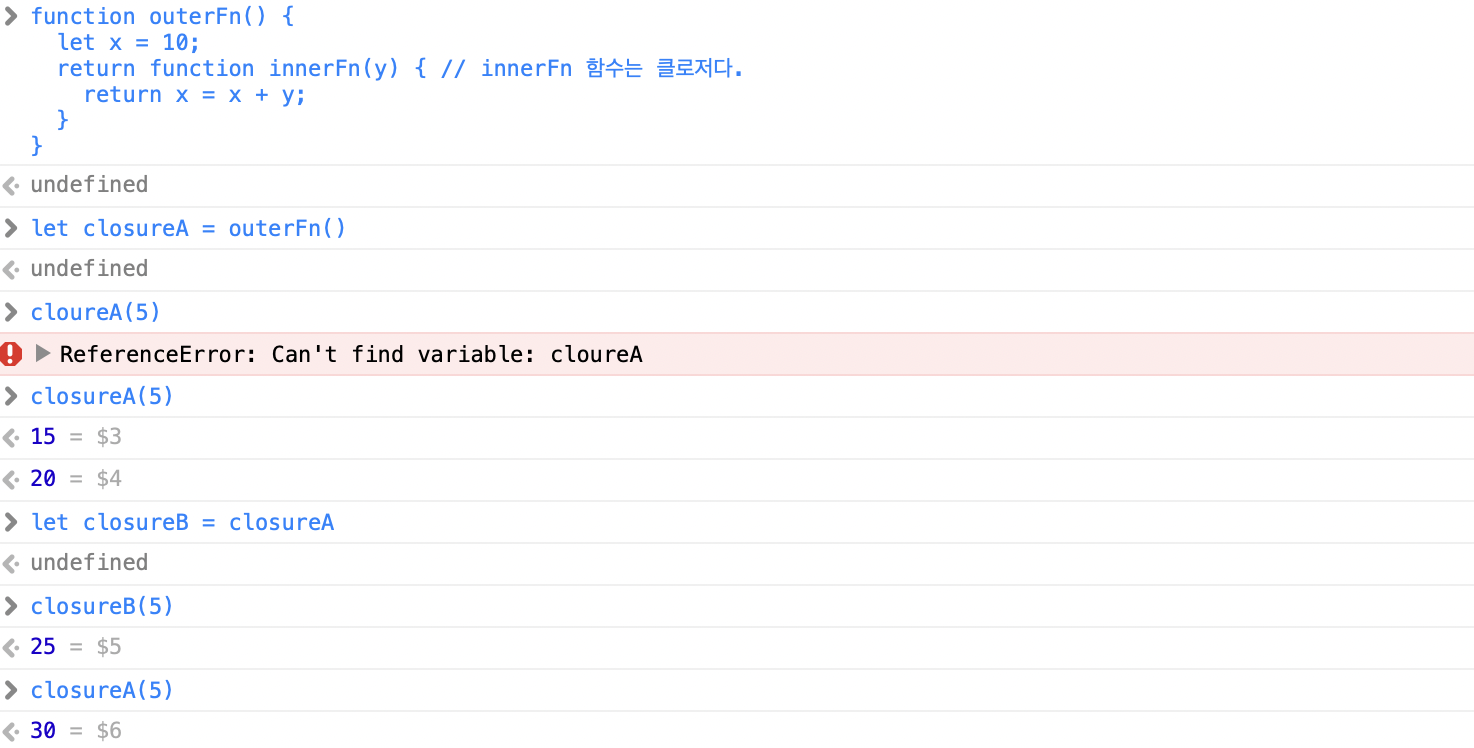 function outerFn() {
  let x = 10;
  return function innerFn(y) { // innerFn 함수는 클로저다.
    return x = x + y;
  }
}
undefined
let closureA = outerFn()
undefined
cloureA(5)
ReferenceError: Can't find variable: cloureA
closureA(5)
15 = $3
20 = $4
let closureB = closureA
undefined
closureB(5)
25 = $5
closureA(5)
30 = $6